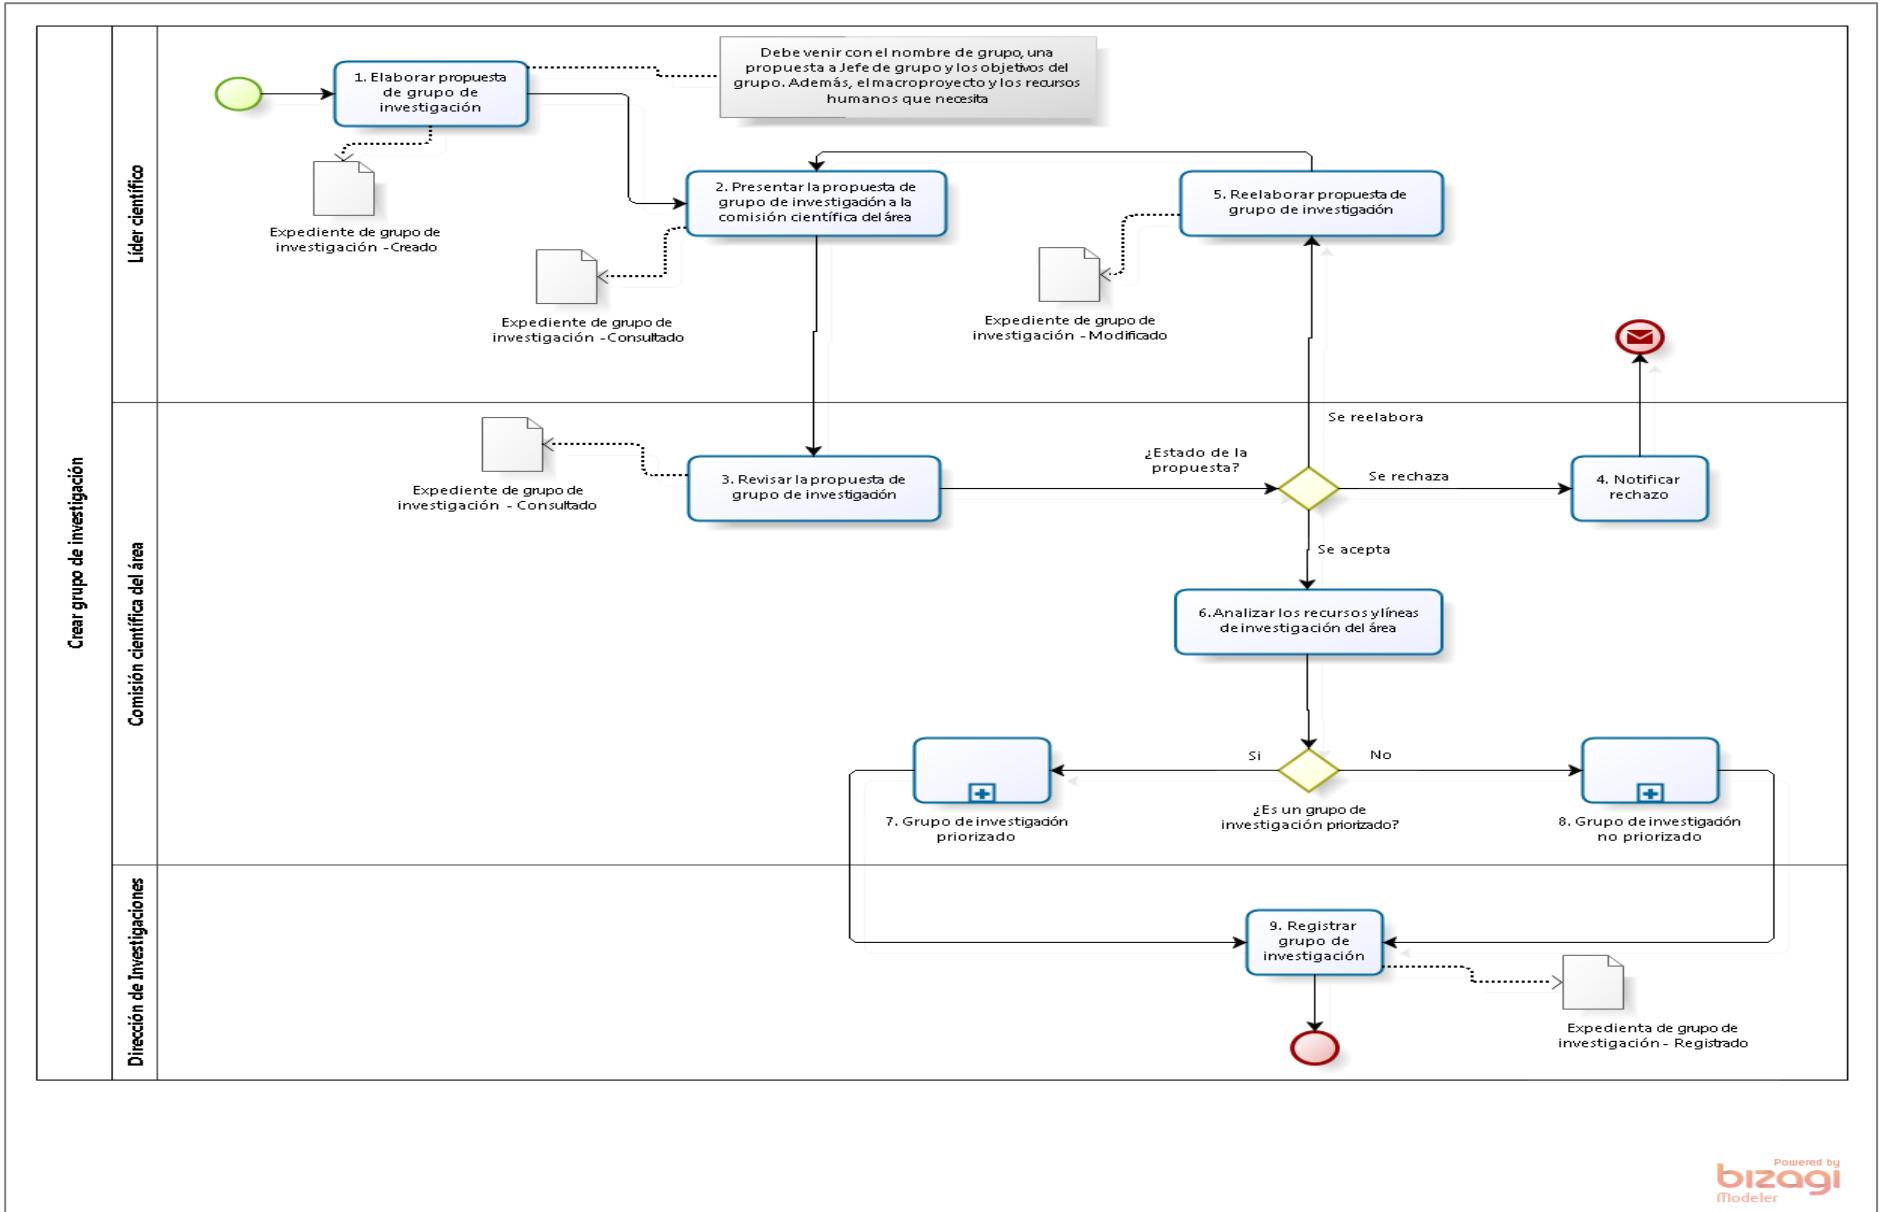 Crear grupo de investigación
Líder científico
1. Elaborar propuesta
de grupo de
investigación
Debe venir con el nombre de grupo, una
propuesta a Jefe de grupo y los objetivos del
grupo. Además, el macroproyecto y los recursos
humanos que necesita
Expediente de grupo de
investigación - Creado
2. Presentar la propuesta de
grupo de investigación a la
comisión científica del área
Expediente de grupo de
investigación - Consultado
5. Reelaborar propuesta de
grupo de investigación
Expediente de grupo de
investigación - Modificado
Comisión científica del área
Expediente de grupo de
investigación - Consultado
3. Revisar la propuesta de
grupo de investigación
¿Estado de la
propuesta?
Se reelabora
Se rechaza
4. Notificar
rechazo
Se acepta
6. Analizar los recursos y líneas
de investigación del área
Si
No
¿Es un grupo de
investigación priorizado?
7. Grupo de investigación
priorizado
8. Grupo de investigación
no priorizado
Dirección de Investigaciones
9. Registrar
grupo de
investigación
Expedienta de grupo de
investigación - Registrado
Powered by
bizagi
Modeler